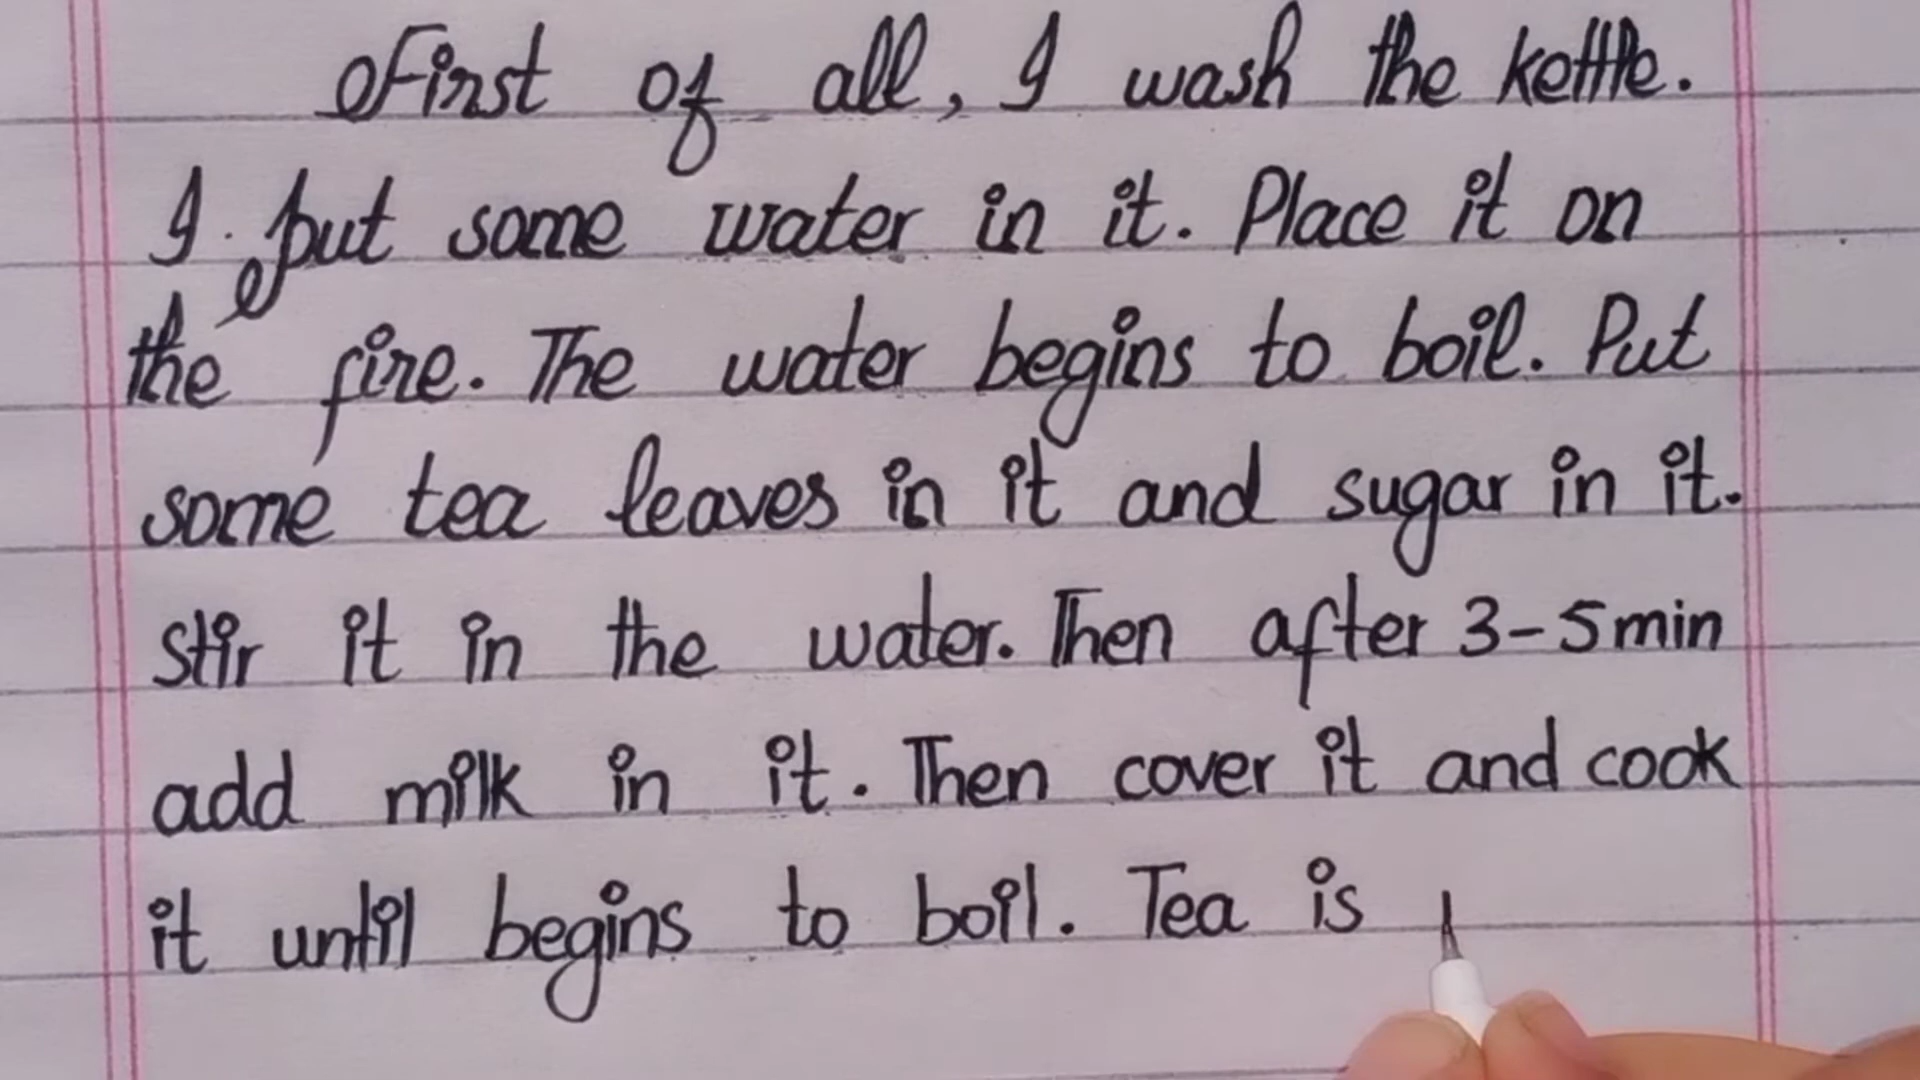 First of all, I wash the kettle.
I put some water in it. Place it on
the fire. The water begins to boil. Put
some tea leaves in it and sugar in it.
Stir it in the water. Then after 3-5min
add milk in it. Then cover it and cook
it until begins to boil. Tea is